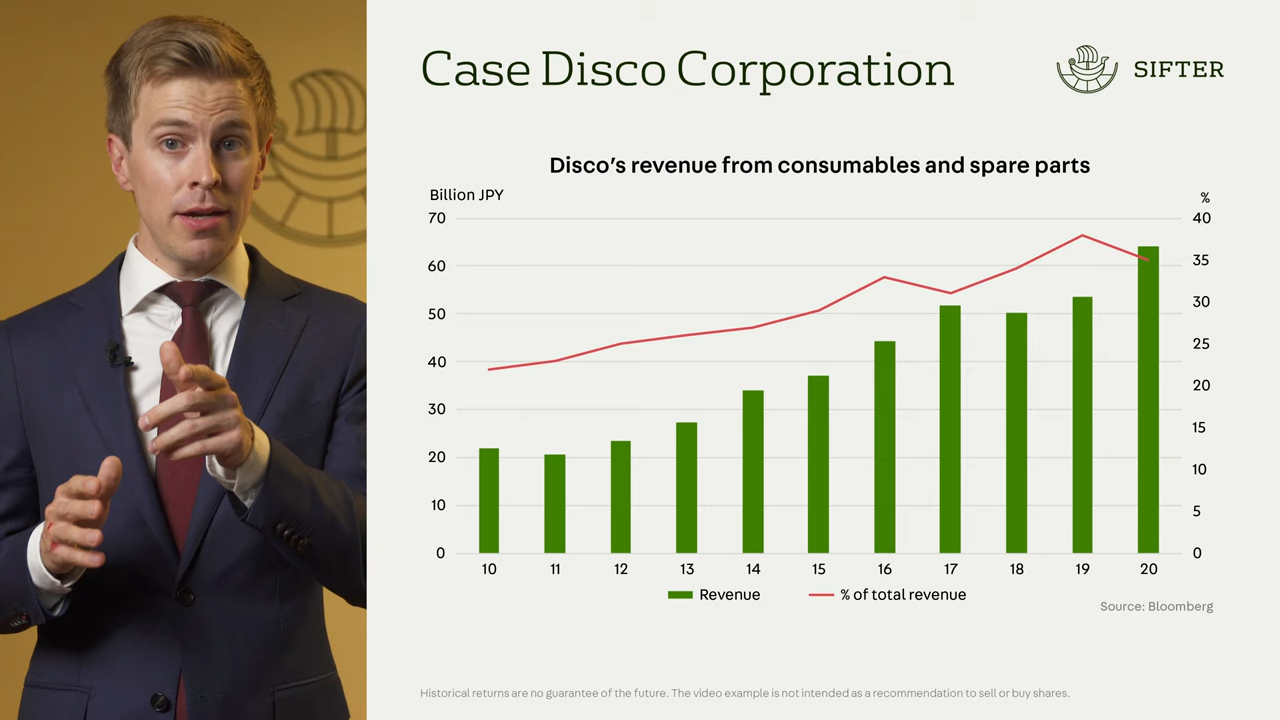 Case Disco Corporation
SIFTER
Disco's revenue from consumables and spare parts
Billion JPY
%
70
60
50
40
30
20
10
0
40
35
30
25
20
15
10
5
0
10 11 12 13 14 15 16 17 18 19 20
Revenue % of total revenue
Source: Bloomberg
Historical returns are no guarantee of the future. The video example is not intended as a recommendation to sell or buy shares.